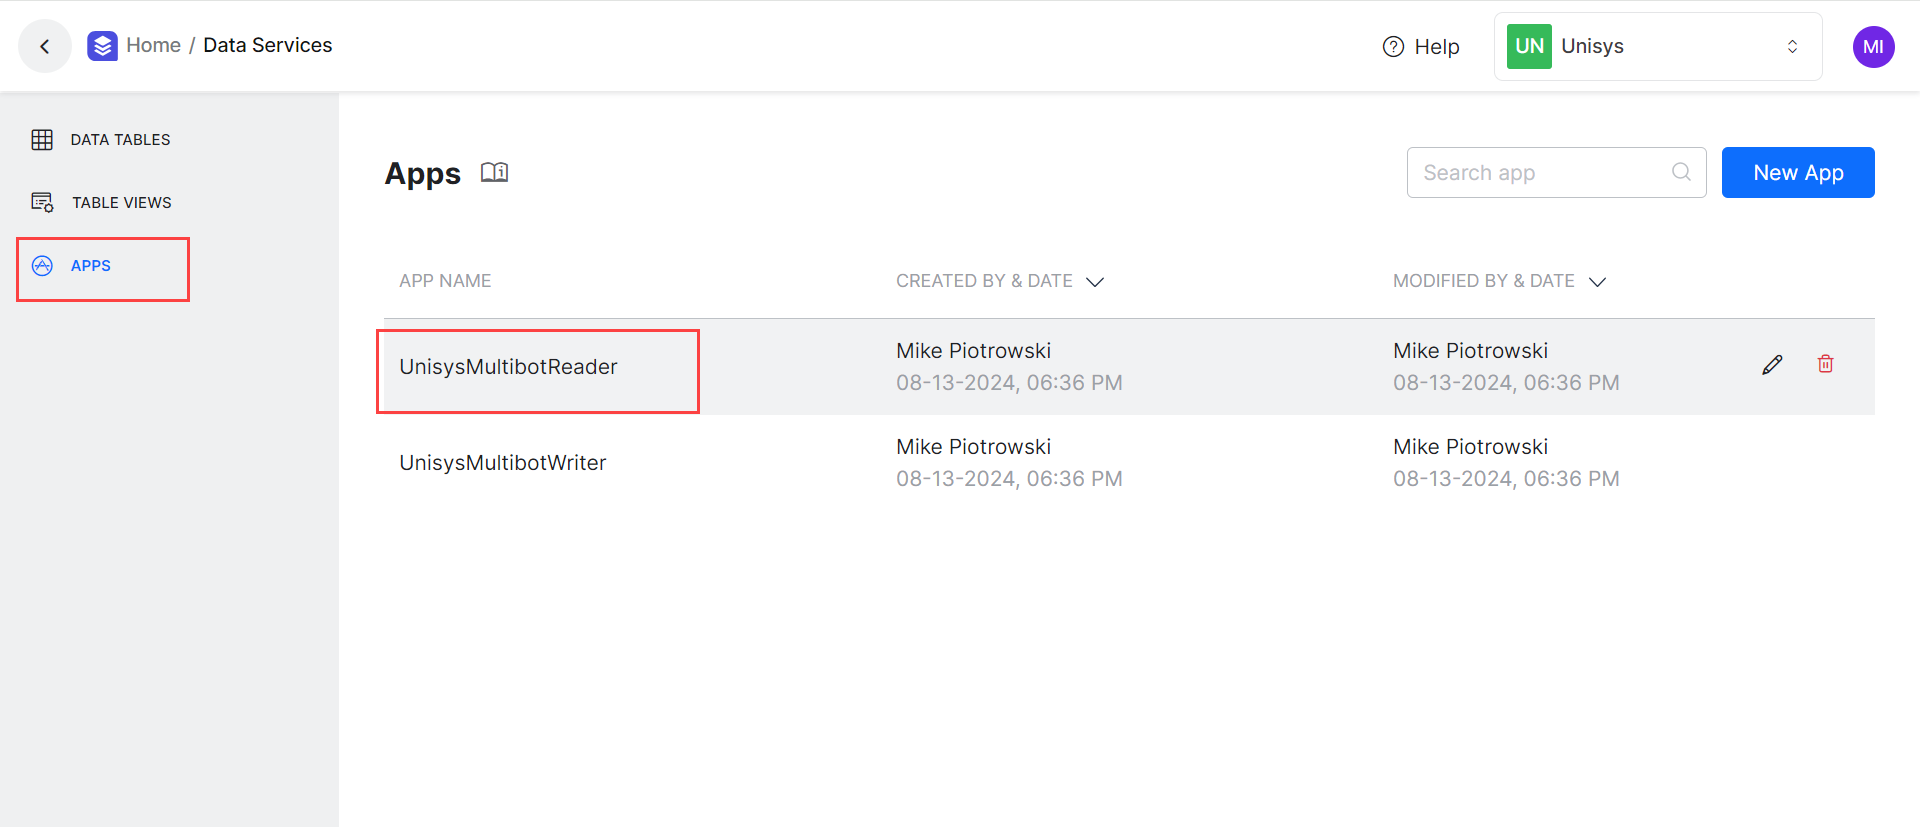 Home / Data Services
Help
UN Unisys
MI
DATA TABLES
TABLE VIEWS
APPS
Apps
Search app
New App
APP NAME CREATED BY & DATE MODIFIED BY & DATE
UnisysMultibotReader
Mike Piotrowski
08-13-2024, 06:36 PM
Mike Piotrowski
08-13-2024, 06:36 PM
UnisysMultibotWriter
Mike Piotrowski
08-13-2024, 06:36 PM
Mike Piotrowski
08-13-2024, 06:36 PM